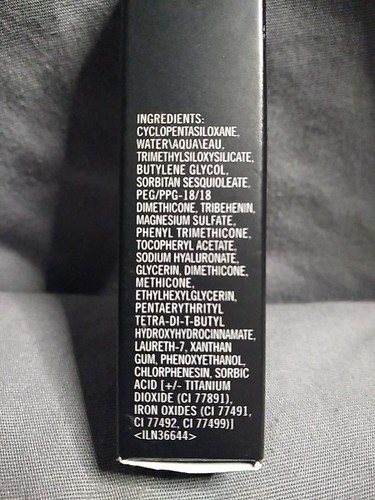 INGREDIENTS:
CYCLOPENTASILOXANE,
WATER\AQUA\EAU,
TRIMETHYLSILOXYSILICATE,
BUTYLENE GLYCOL,
SORBITAN SESQUIOLEATE,
PEG/PPG-18/18
DIMETHICONE, TRIBEHENIN,
MAGNESIUM SULFATE,
PHENYL TRIMETHICONE,
TOCOPHERYL ACETATE,
SODIUM HYALURONATE,
GLYCERIN, DIMETHICONE,
METHICONE,
ETHYLHEXYLGLYCERIN,
PENTAERYTHRITYL
TETRA-DI-T-BUTYL
HYDROXYHYDROCINNAMATE,
LAURETH-7, XANTHAN
GUM, PHENOXYETHANOL,
CHLORPHENESIN, SORBIC
ACID [+/- TITANIUM
DIOXIDE (CI 77891),
IRON OXIDES (CI 77491,
CI 77492, CI 77499)]
<ILN36644>